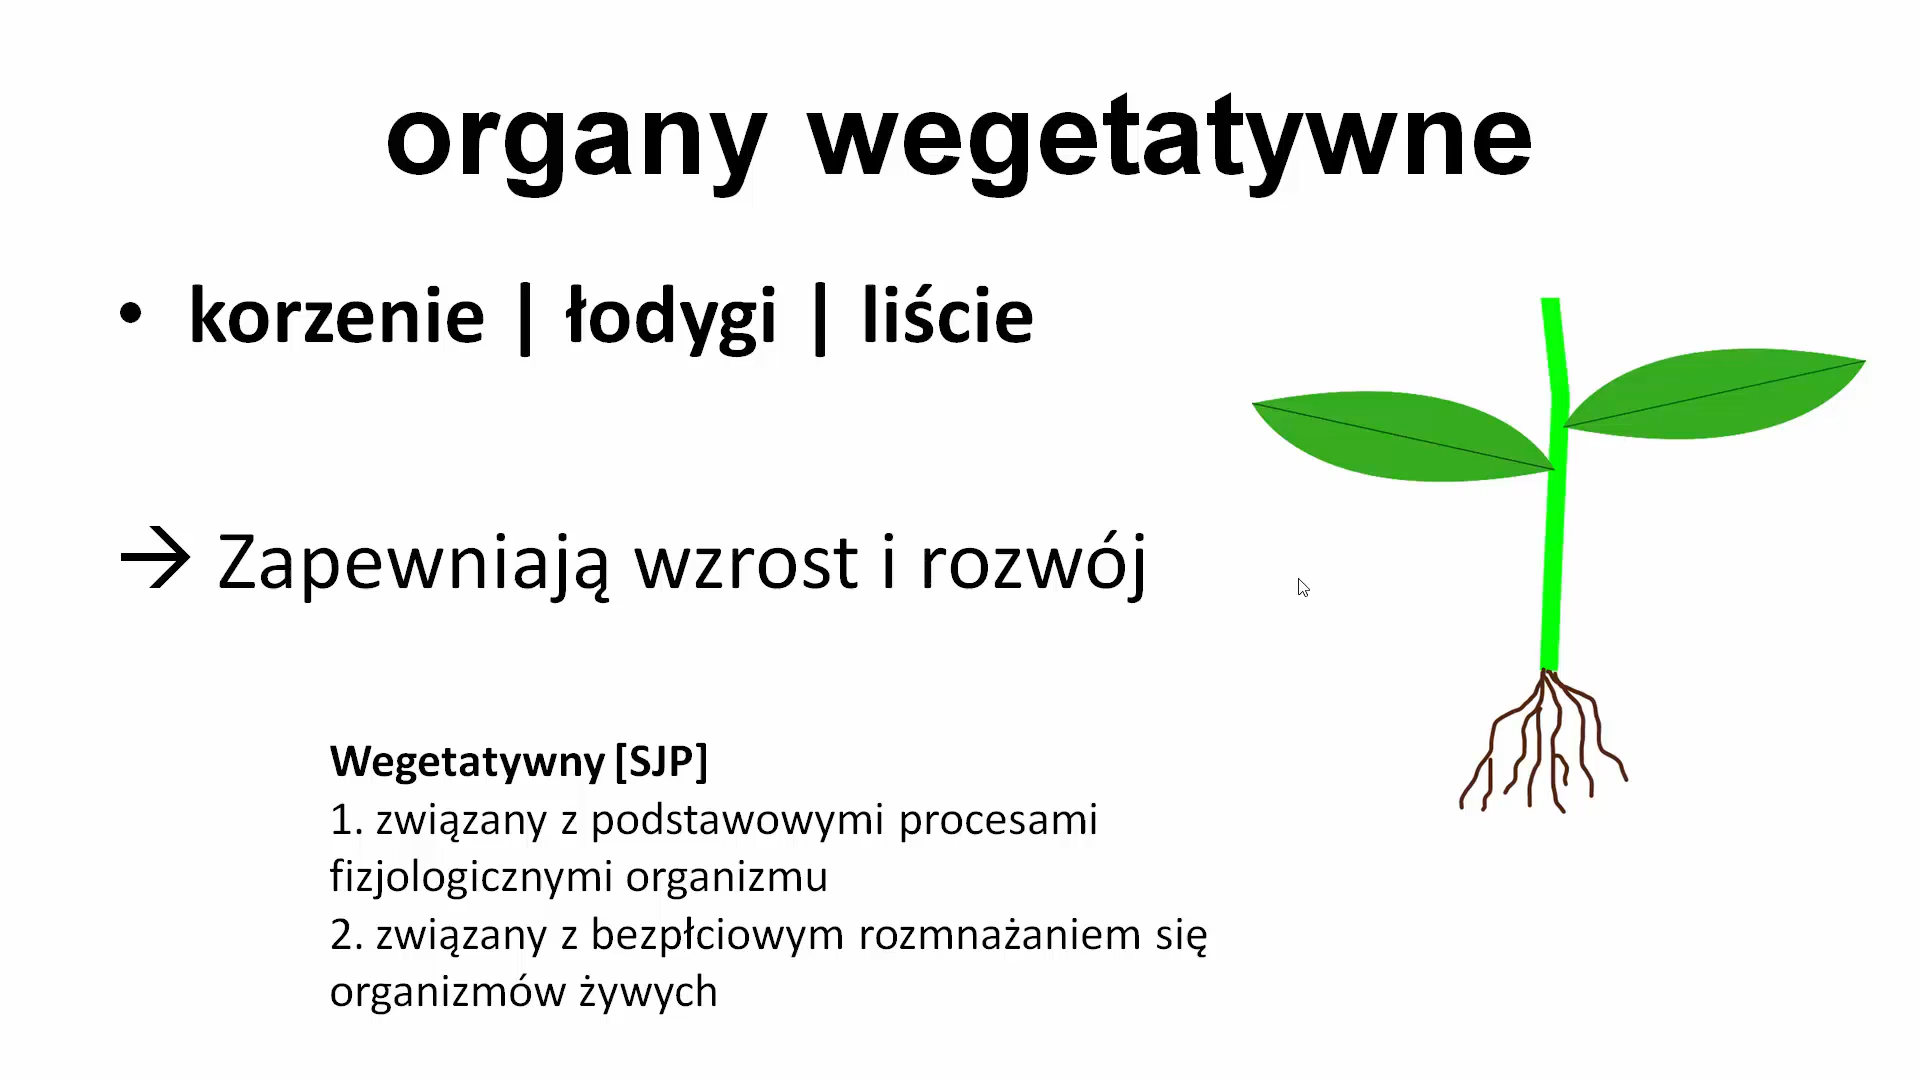 organy wegetatywne
• korzenie | łodygi | liście
→ Zapewniają wzrost i rozwój
Wegetatywny [SJP]
1. związany z podstawowymi procesami
fizjologicznymi organizmu
2. związany z bezpłciowym rozmnażaniem się
organizmów żywych